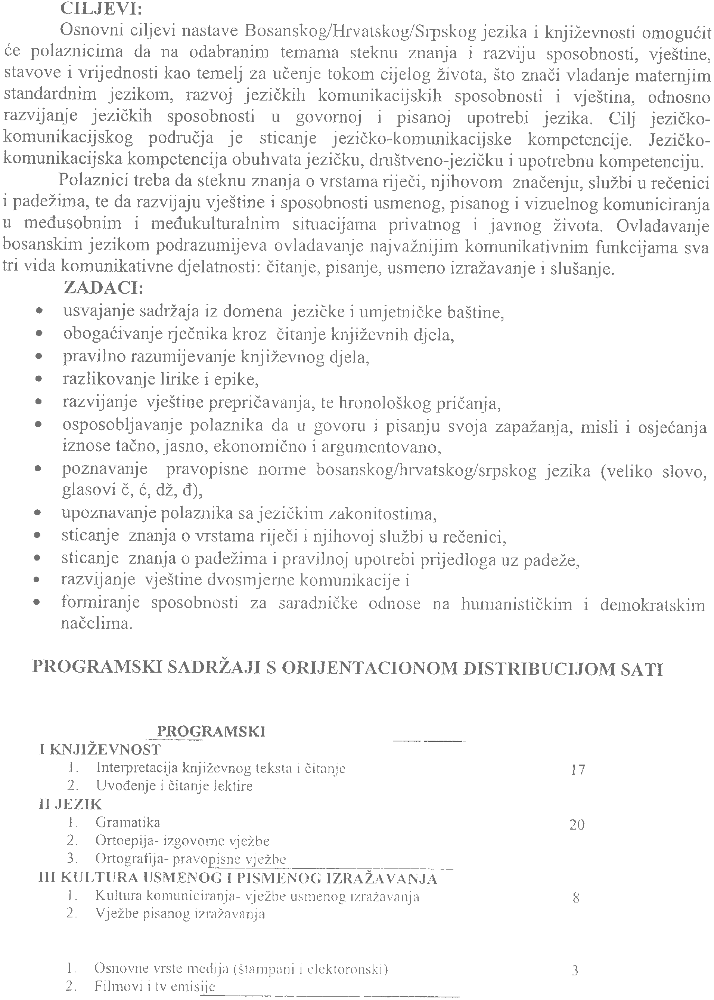 CILJEVI:
Osnovni ciljevi nastave Bosanskog/Hrvatskog/Srpskog jezika i književnosti omogućit
će polaznicima da na odabranim temama steknu znanja i razviju sposobnosti, vještine,
stavove i vrijednosti kao temelj za učenje tokom cijelog života, što znači vladanje maternjim
standardnim jezikom, razvoj jezičkih komunikacijskih sposobnosti i vještina, odnosno
razvijanje jezičkih sposobnosti u govornoj i pisanoj upotrebi jezika. Cilj jezičko-
komunikacijskog područja je sticanje jezičko-komunikacijske kompetencije. Jezičko-
komunikacijska kompetencija obuhvata jezičku, društveno-jezičku i upotrebnu kompetenciju.
Polaznici treba da steknu znanja o vrstama riječi, njihovom značenju, službi u rečenici
i padežima, te da razvijaju vještine i sposobnosti usmenog, pisanog i vizuelnog komuniciranja
u međusobnim i međukulturalnim situacijama privatnog i javnog života. Ovladavanje
bosanskim jezikom podrazumijeva ovladavanje najvažnijim komunikativnim funkcijama sva
tri vida komunikativne djelatnosti: čitanje, pisanje, usmeno izražavanje i slušanje.
ZADACI:
• usvajanje sadržaja iz domena jezičke i umjetničke baštine,
• obogaćivanje rječnika kroz čitanje književnih djela,
• pravilno razumijevanje književnog djela,
• razlikovanje lirike i epike,
• razvijanje vještine prepričavanja, te hronološkog pričanja,
• osposobljavanje polaznika da u govoru i pisanju svoja zapažanja, misli i osjećanja
iznose tačno, jasno, ekonomično i argumentovano,
• poznavanje pravopisne norme bosanskog/hrvatskog/srpskog jezika (veliko slovo,
glasovi č, ć, dž, đ),
• upoznavanje polaznika sa jezičkim zakonitostima,
• sticanje znanja o vrstama riječi i njihovoj službi u rečenici,
• sticanje znanja o padežima i pravilnoj upotrebi prijedloga uz padeže,
• razvijanje vještine dvosmjerne komunikacije i
• formiranje sposobnosti za saradničke odnose na humanističkim i demokratskim
načelima.
PROGRAMSKI SADRŽAJI S ORIJENTACIONOM DISTRIBUCIJOM SATI
PROGRAMSKI
I KNJIŽEVNOST
1. Interpretacija književnog teksta i čitanje 17
2. Uvođenje i čitanje lektire
II JEZIK
1. Gramatika 20
2. Ortoepija- izgovorne vježbe
3. Ortografija- pravopisne vježbe
III KULTURA USMENOG I PISMENOG IZRAŽAVANJA
1. Kultura komuniciranja- vježbe usmenog izražavanja 8
2. Vježbe pisanog izražavanja
1. Osnovne vrste medija (štampani i elektoronski) 3
2. Filmovi i tv emisije